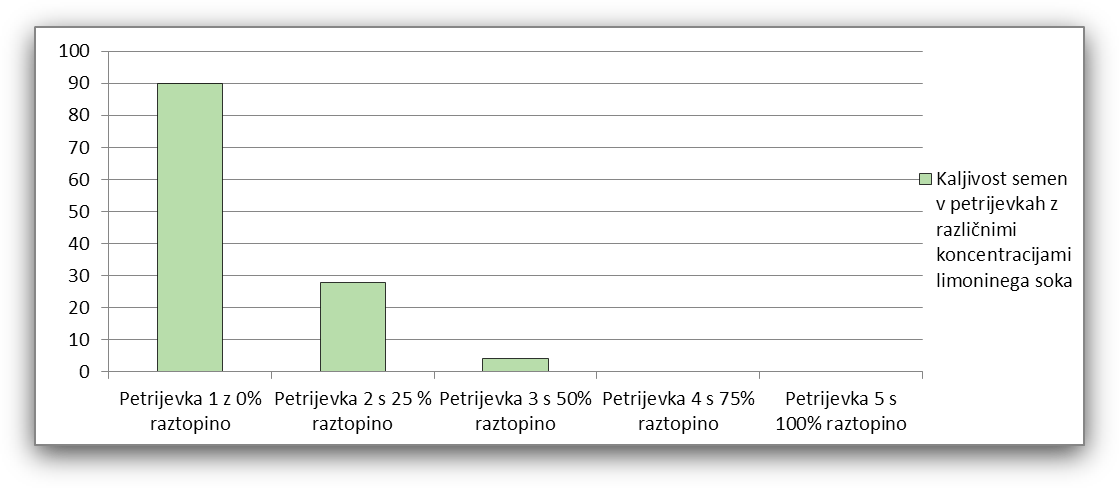 100
90
80
70
60
50
40
30
20
10
0
Petrijevka 1 z 0%
raztopino
Petrijevka 2 s 25 %
raztopino
Petrijevka 3 s 50%
raztopino
Petrijevka 4 s 75%
raztopino
Petrijevka 5 s
100% raztopino
Kaljivost semen
v petrijevkah z
različnimi
koncentracijami
limoninega soka